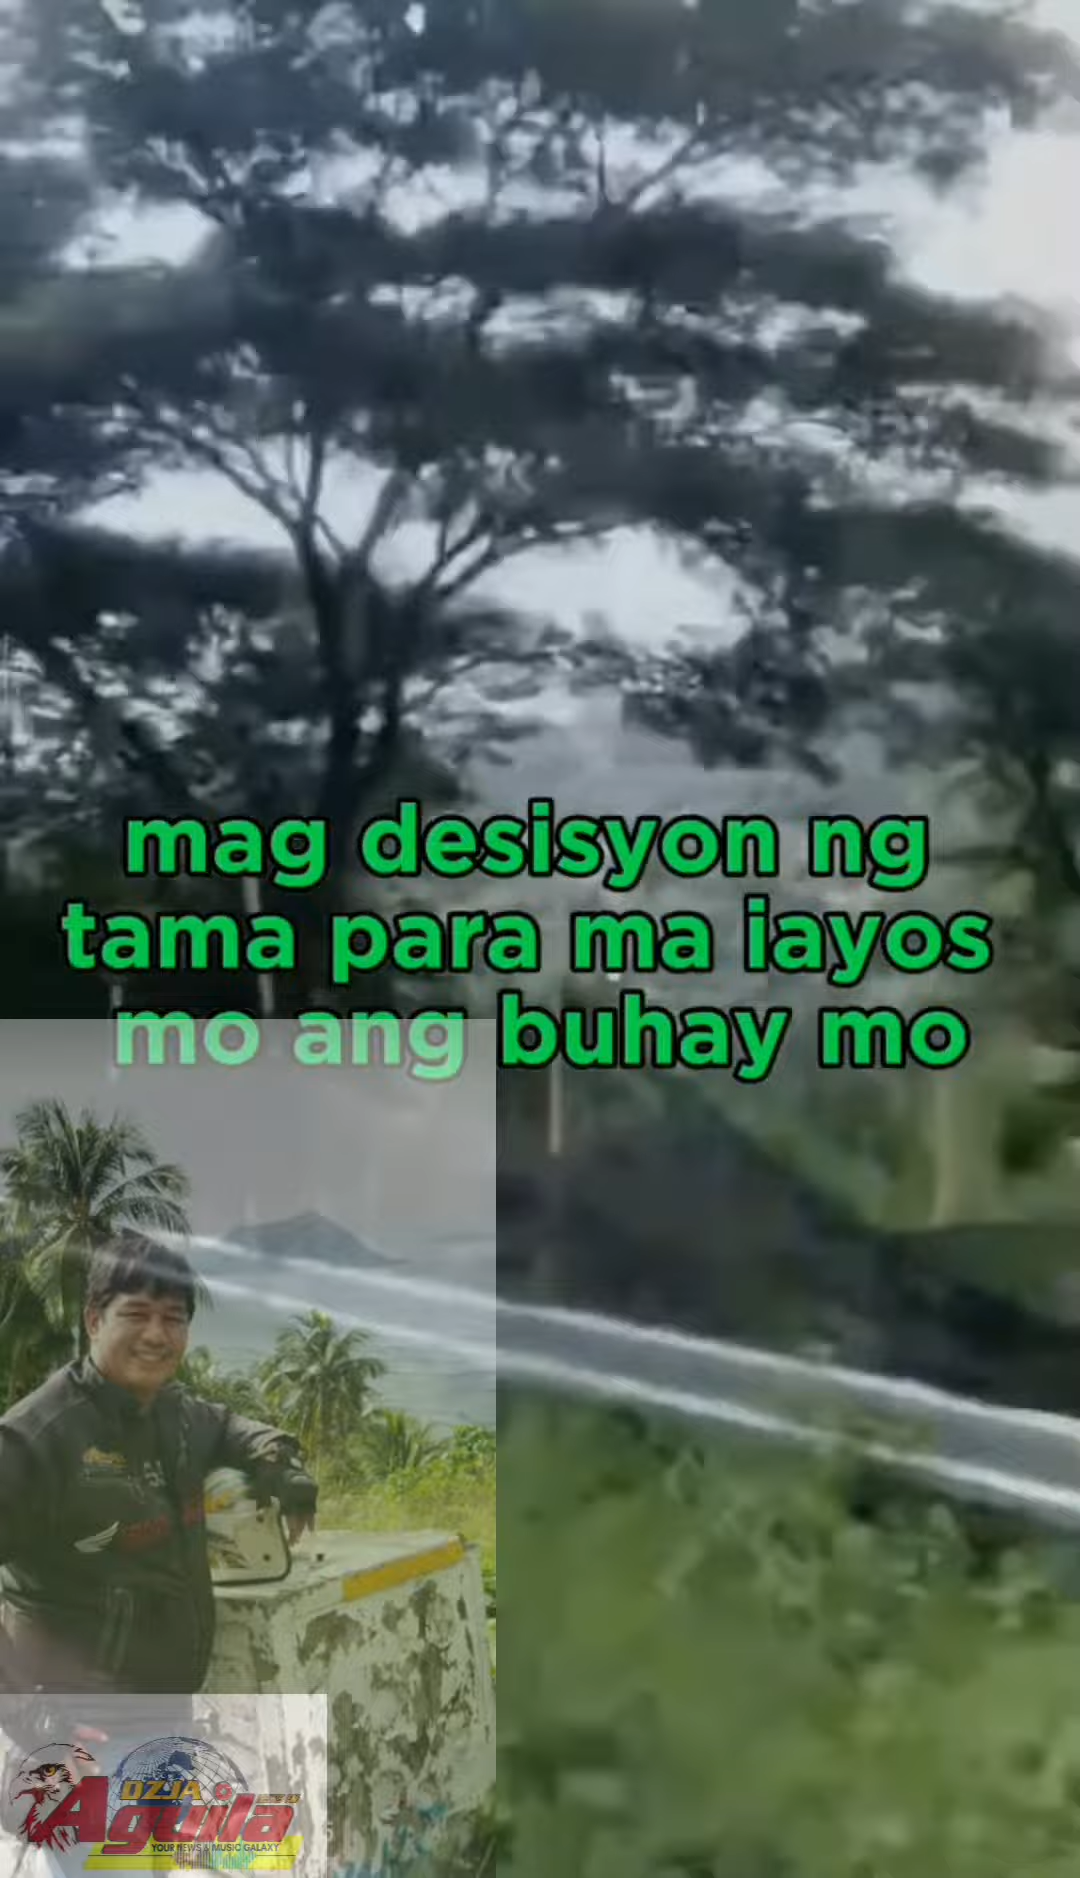 mag desisyon ng
tama para ma iayos
mo ang buhay mo
DZJA
Aguila
YOUR NEWS & MUSIC GALAXY